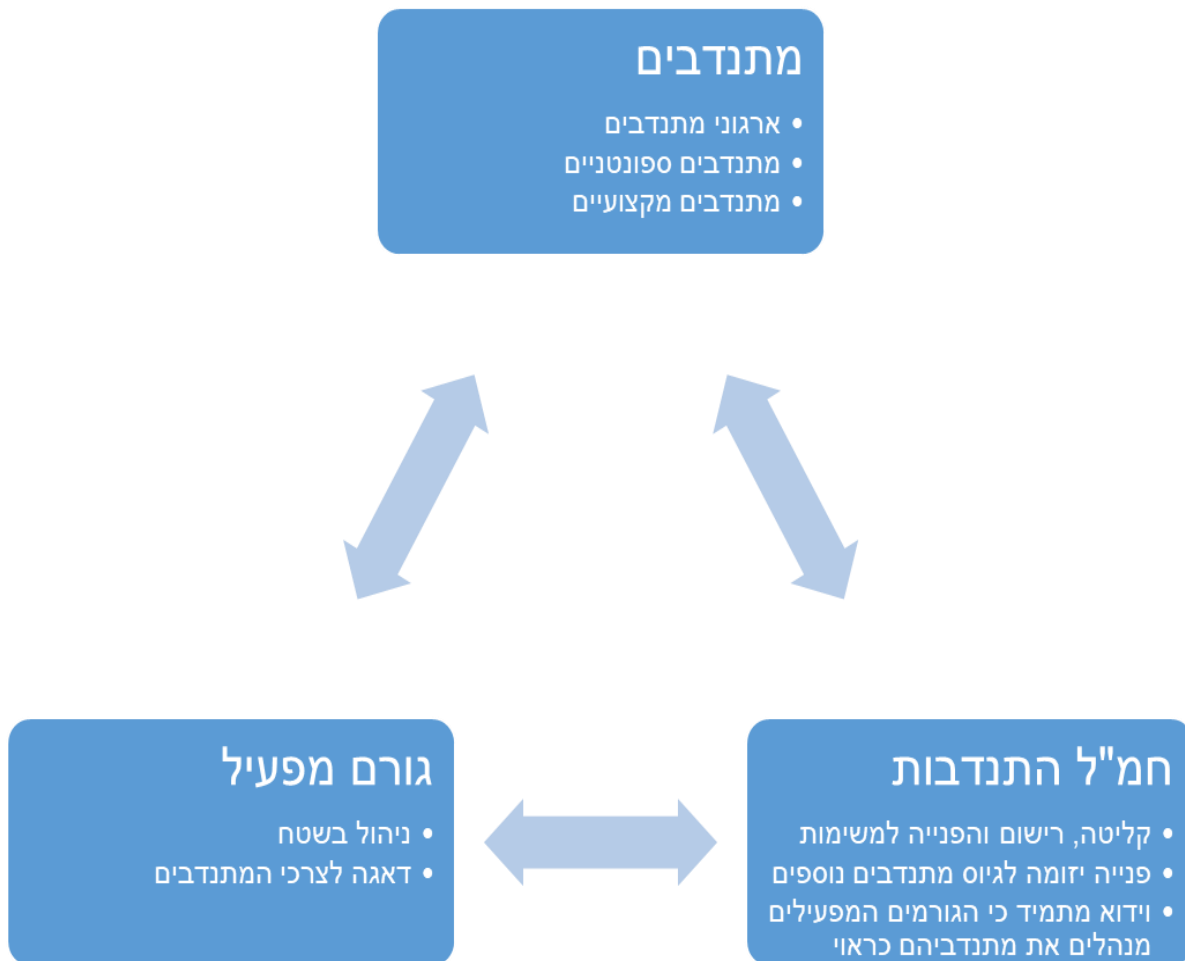 מתנדבים
• ארגוני מתנדבים
• מתנדבים ספונטניים
• מתנדבים מקצועיים
חמ"ל התנדבות
• קליטה, רישום והפנייה למשימות
• פנייה יזומה לגיוס מתנדבים נוספים
• וידוא מתמיד כי הגורמים המפעילים
מנהלים את מתנדביהם כראוי
גורם מפעיל
• ניהול בשטח
• דאגה לצרכי המתנדבים